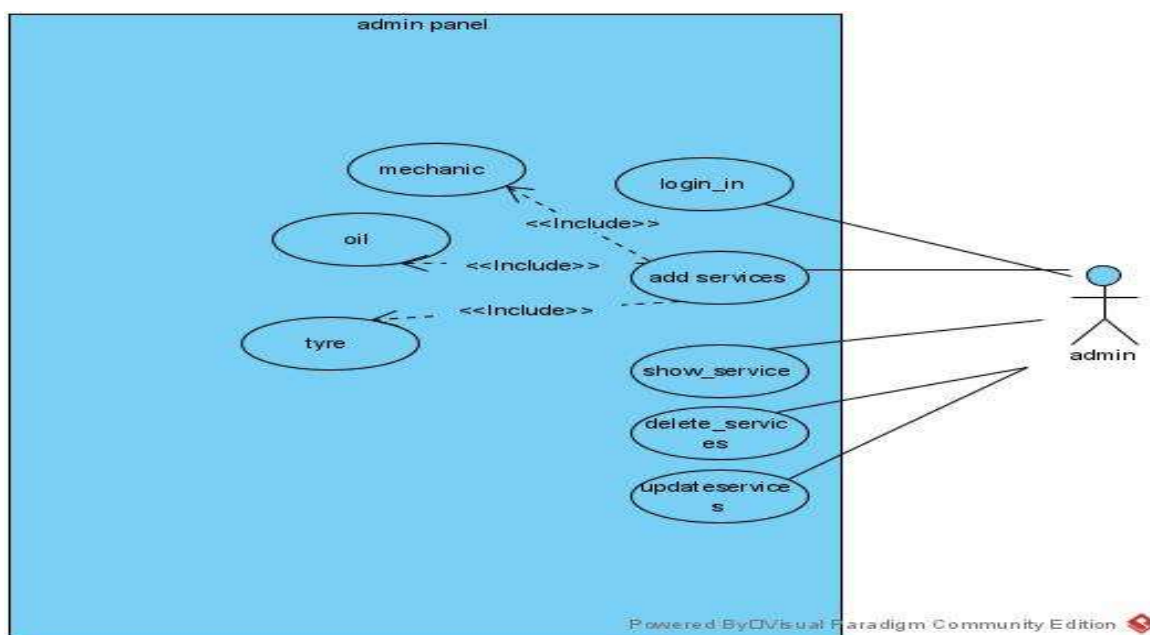 admin panel
mechanic
login_in
<<Include>>
oil
<<Include>>
add services
<<Include>>
tyre
admin
show_service
delete_servic
es
updateservice
s
Powered By Visual Paradigm Community Edition